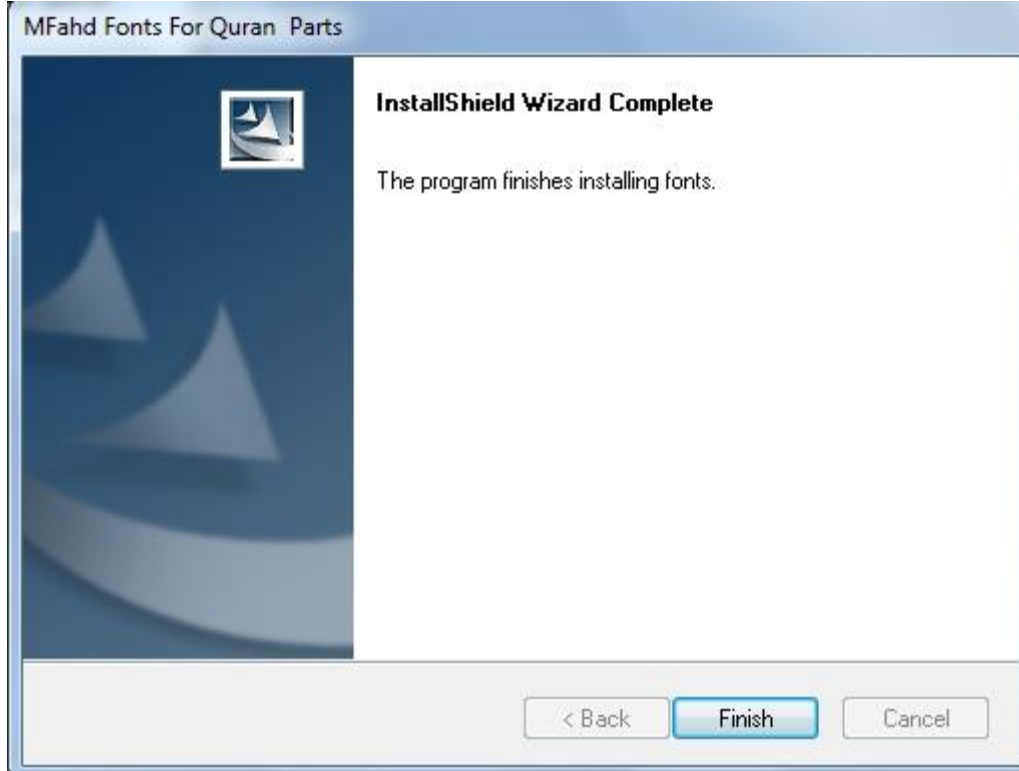 MFahd Fonts For Quran  Parts
InstallShield Wizard Complete
The program finishes installing fonts.
< Back Finish Cancel